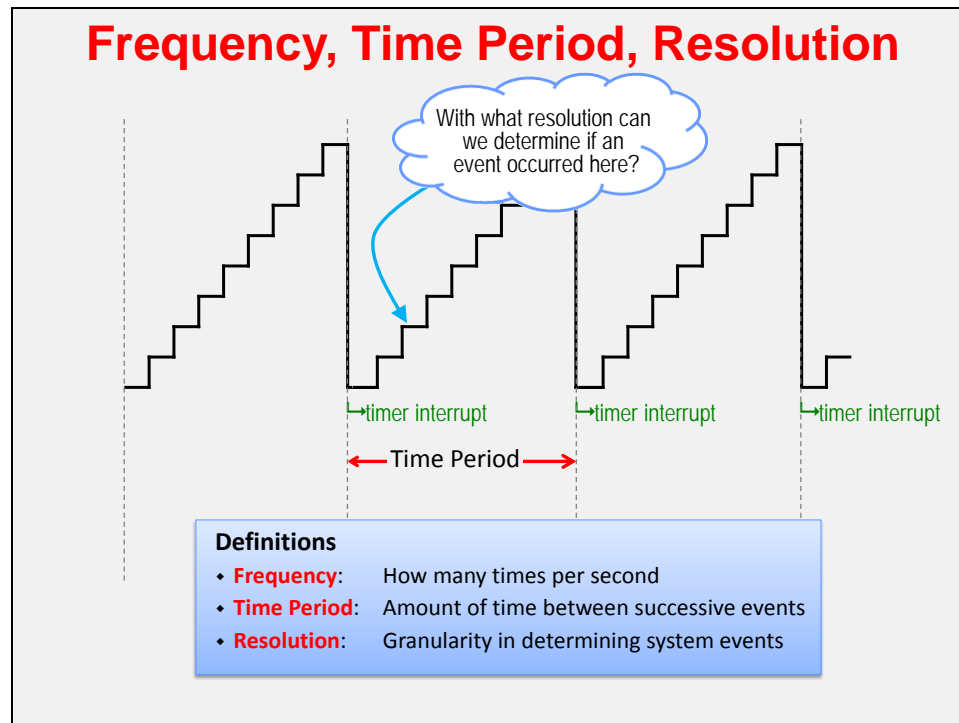 Frequency, Time Period, Resolution
With what resolution can
we determine if an
event occurred here?
timer interrupt
timer interrupt
timer interrupt
Time Period
Definitions
◆ Frequency: How many times per second
◆ Time Period: Amount of time between successive events
◆ Resolution: Granularity in determining system events